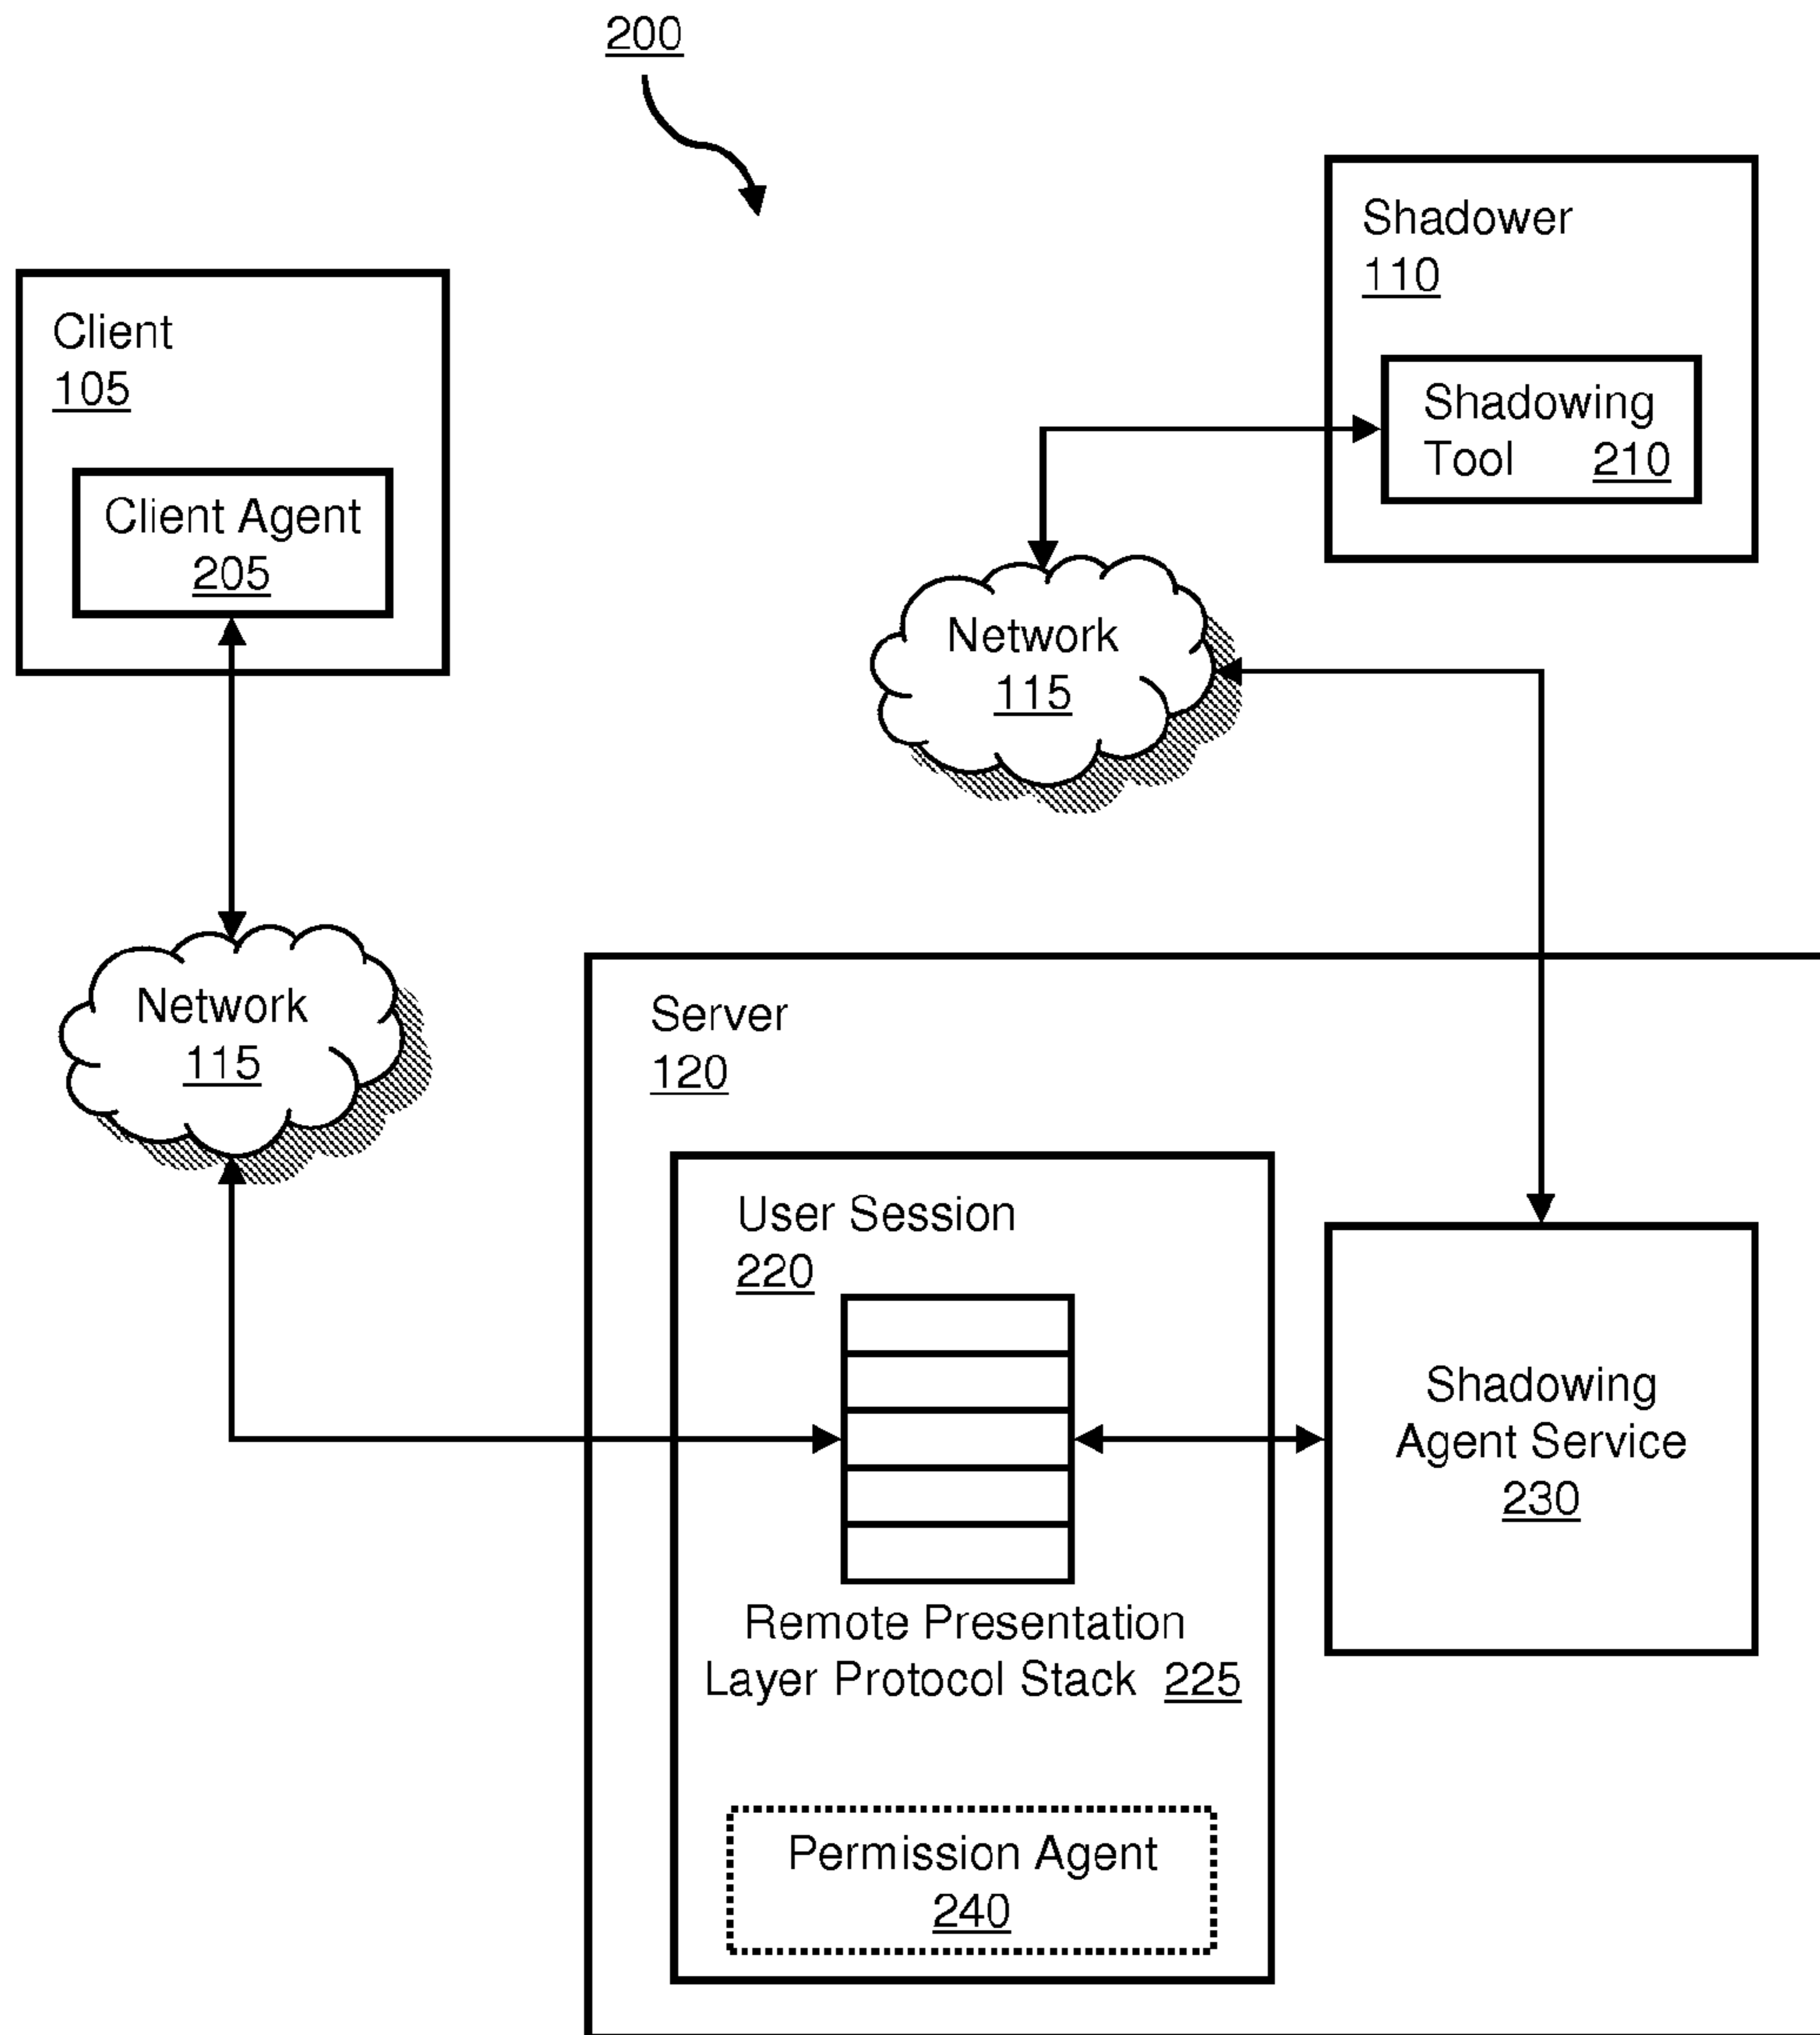 200
Shadower
110
Shadowing
Tool 210
Client
105
Client Agent
205
Network
115
Network
115
Server
120
User Session
220
Remote Presentation
Layer Protocol Stack 225
Shadowing
Agent Service
230
Permission Agent
240